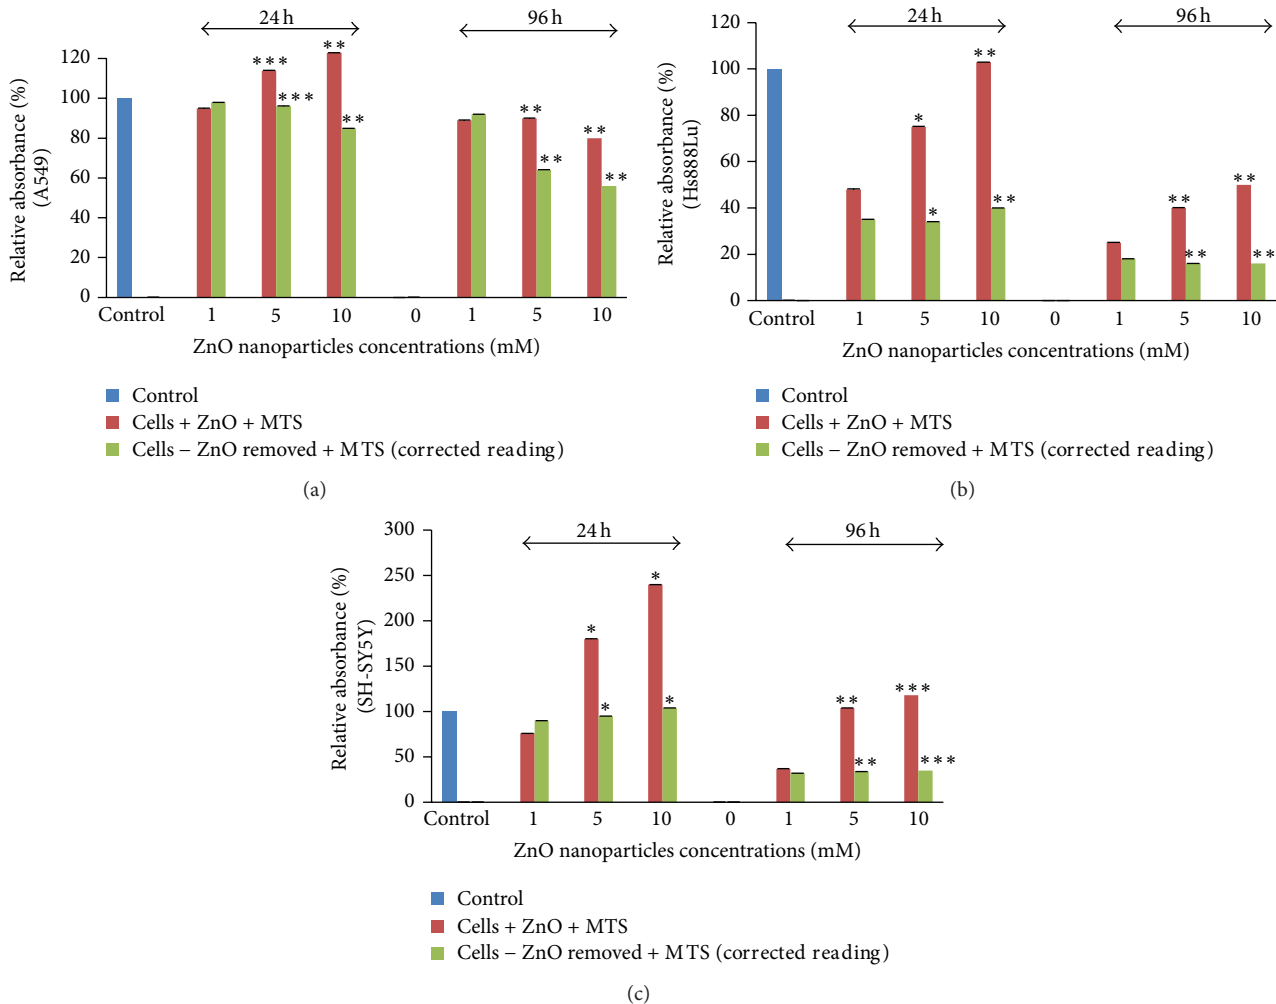 24 h
96 h
120
100
80
60
40
20
0
Relative absorbance (%)
(A549)
***
**
***
**
**
**
**
**
Control 1 5 10 0 1 5 10
ZnO nanoparticles concentrations (mM)
Control
Cells + ZnO + MTS
Cells − ZnO removed + MTS (corrected reading)
(a)
24 h
96 h
120
100
80
60
40
20
0
Relative absorbance (%)
(Hs888Lu)
*
*
**
**
**
**
**
**
Control 1 5 10 0 1 5 10
ZnO nanoparticles concentrations (mM)
Control
Cells + ZnO + MTS
Cells − ZnO removed + MTS (corrected reading)
(b)
24 h
96 h
300
250
200
150
100
50
0
Relative absorbance (%)
(SH-SY5Y)
*
*
*
*
**
**
***
***
Control 1 5 10 0 1 5 10
ZnO nanoparticles concentrations (mM)
Control
Cells + ZnO + MTS
Cells − ZnO removed + MTS (corrected reading)
(c)